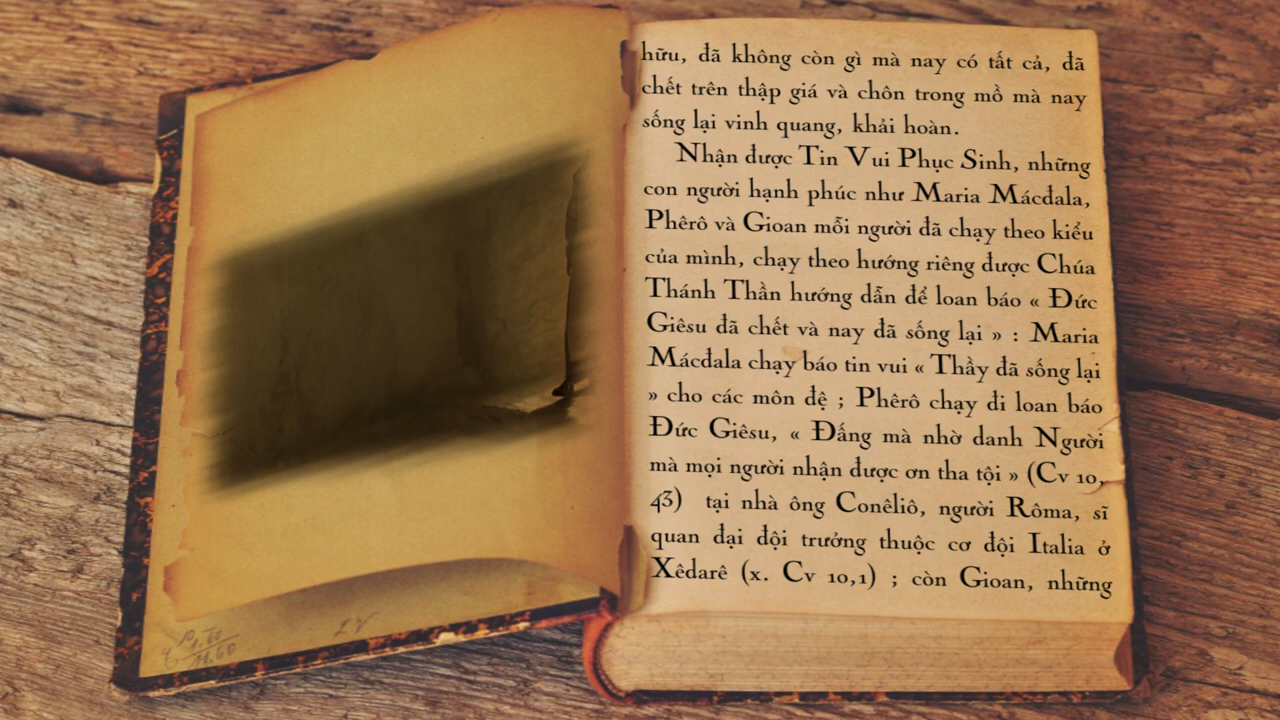 hữu, đã không còn gì mà nay có tất cả, đã
chết trên thập giá và chôn trong mồ mà nay
sống lại vinh quang, khải hoàn.
Nhận được Tin Vui Phục Sinh, những
con người hạnh phúc như Maria Mácđala,
Phêrô và Gioan mỗi người đã chạy theo kiểu
của mình, chạy theo hướng riêng được Chúa
Thánh Thần hướng dẫn để loan báo « Đức
Giêsu đã chết và nay đã sống lại » : Maria
Mácđala chạy báo tin vui « Thầy đã sống lại
» cho các môn đệ ; Phêrô chạy đi loan báo
Đức Giêsu, « Đấng mà nhờ danh Người
mà mọi người nhận được ơn tha tội » (Cv 10,
43) tại nhà ông Conêliô, người Rôma, sĩ
quan đại đội trưởng thuộc cơ đội Italia ở
Xêdarê (x. Cv 10,1) ; còn Gioan, những